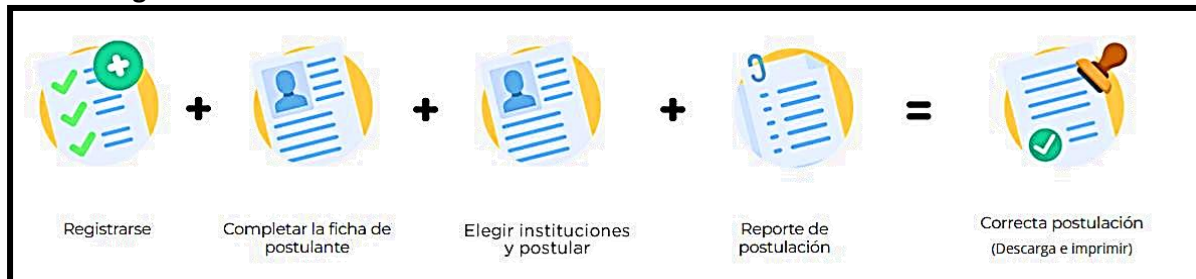 Registrarse
Completar la ficha de
postulante
Elegir instituciones
y postular
Reporte de
postulación
Correcta postulación
(Descarga e imprimir)